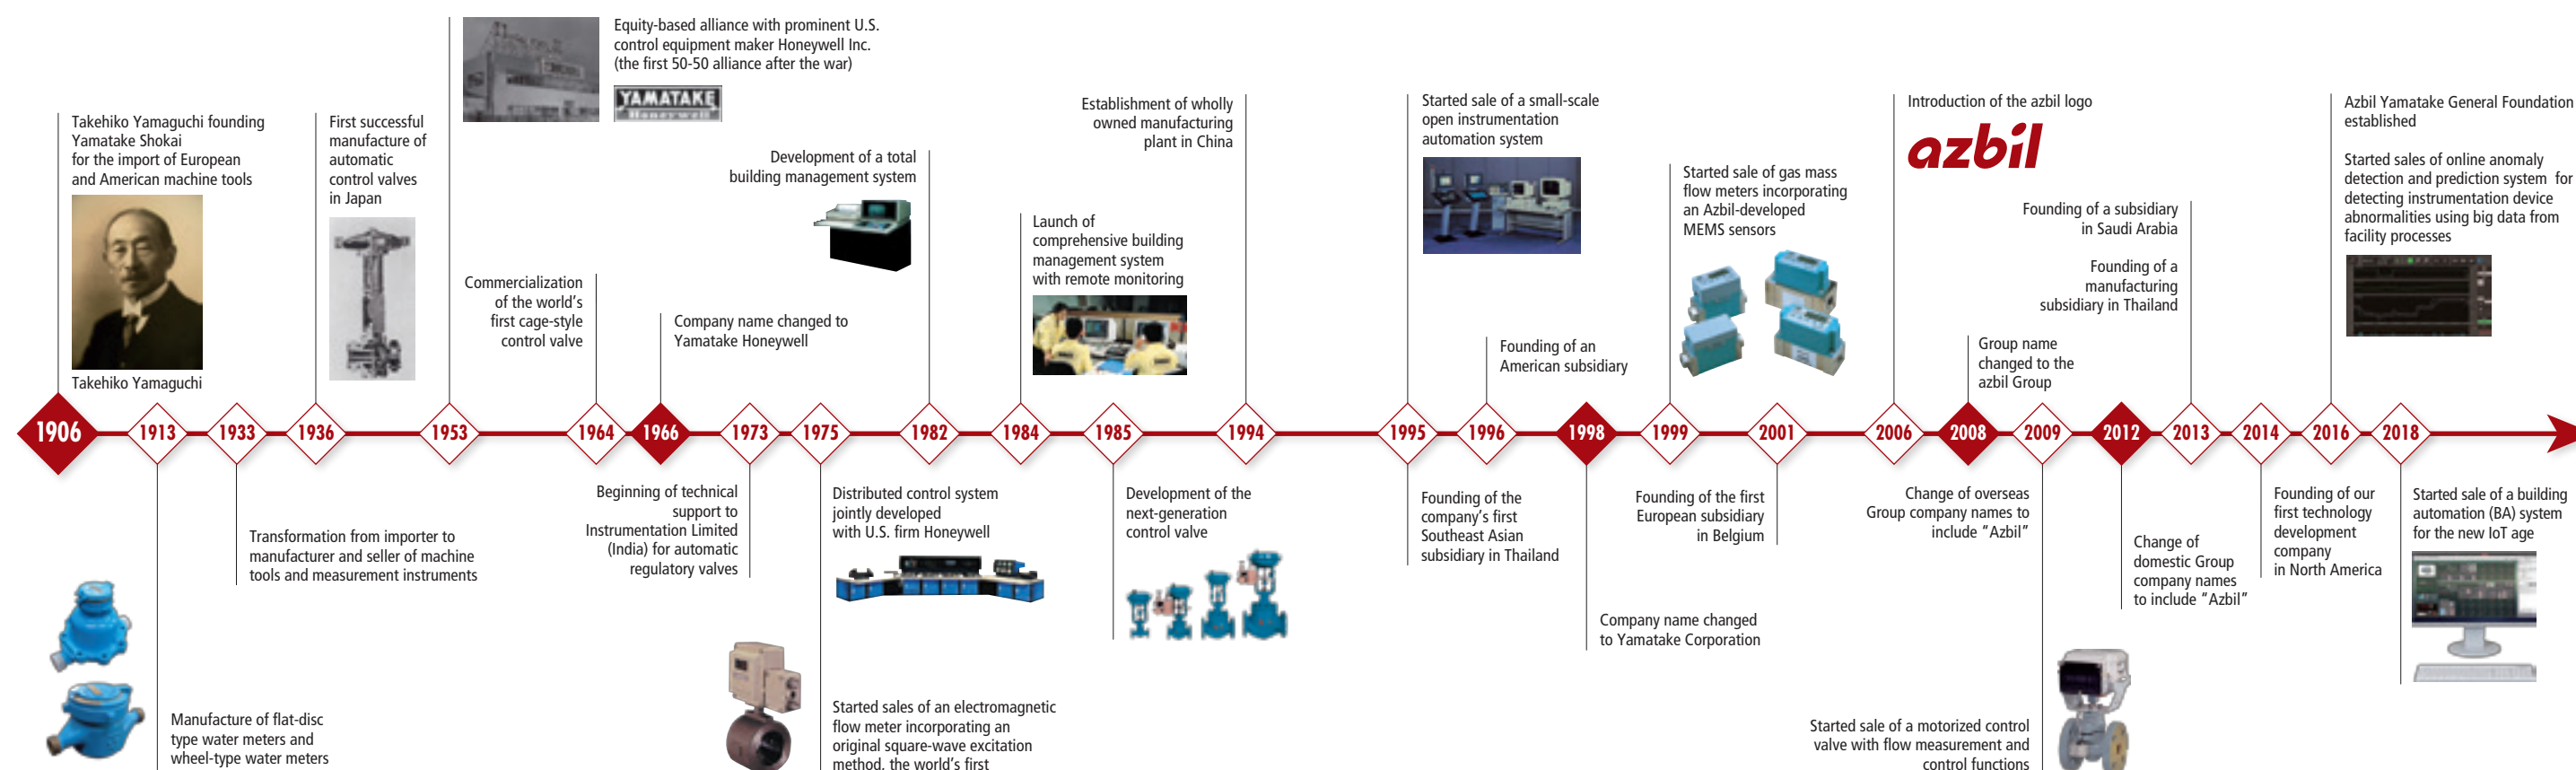 Takehiko Yamaguchi founding
Yamatake Shokai
for the import of European
and American machine tools
Takehiko Yamaguchi
First successful
manufacture of
automatic
control valves
in Japan
Equity-based alliance with prominent U.S.
control equipment maker Honeywell Inc.
(the first 50-50 alliance after the war)
YAMATAKE
Honeywell
Commercialization
of the world's
first cage-style
control valve
Company name changed to
Yamatake Honeywell
Development of a total
building management system
Launch of
comprehensive building
management system
with remote monitoring
Establishment of wholly
owned manufacturing
plant in China
Started sale of a small-scale
open instrumentation
automation system
Founding of an
American subsidiary
Started sale of gas mass
flow meters incorporating
an Azbil-developed
MEMS sensors
Introduction of the azbil logo
azbil
Group name
changed to the
azbil Group
Founding of a subsidiary
in Saudi Arabia
Founding of a
manufacturing
subsidiary in Thailand
Azbil Yamatake General Foundation
established
Started sales of online anomaly
detection and prediction system for
detecting instrumentation device
abnormalities using big data from
facility processes
1906
1913
1933
1936
1953
1964
1966
1973
1975
1982
1984
1985
1994
1995
1996
1998
1999
2001
2006
2008
2009
2012
2013
2014
2016
2018
Manufacture of flat-disc
type water meters and
wheel-type water meters
Transformation from importer to
manufacturer and seller of machine
tools and measurement instruments
Beginning of technical
support to
Instrumentation Limited
(India) for automatic
regulatory valves
Distributed control system
jointly developed
with U.S. firm Honeywell
Started sales of an electromagnetic
flow meter incorporating an
original square-wave excitation
method, the world's first
Development of the
next-generation
control valve
Founding of the
company's first
Southeast Asian
subsidiary in Thailand
Company name changed
to Yamatake Corporation
Founding of the first
European subsidiary
in Belgium
Change of overseas
Group company names to
include “Azbil”
Started sale of a motorized control
valve with flow measurement and
control functions
Change of
domestic Group
company names
to include “Azbil”
Founding of our
first technology
development
company
in North America
Started sale of a building
automation (BA) system
for the new IoT age